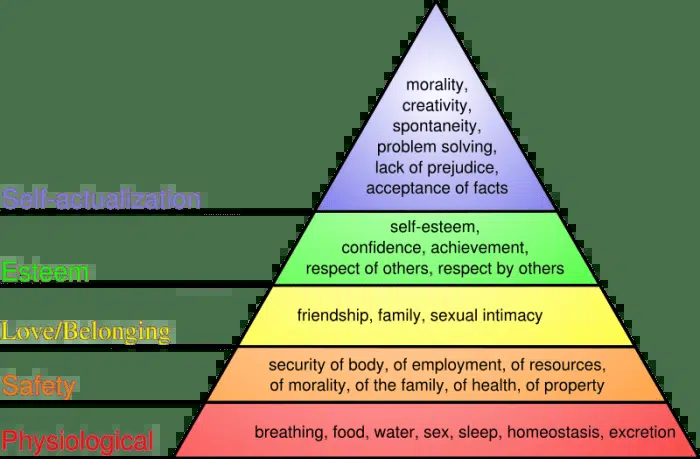 morality,
creativity,
spontaneity,
problem solving,
lack of prejudice,
acceptance of facts
Self-actualization
self-esteem,
confidence, achievement,
respect of others, respect by others
Esteem
friendship, family, sexual intimacy
Love/Belonging
security of body, of employment, of resources,
of morality, of the family, of health, of property
Safety
breathing, food, water, sex, sleep, homeostasis, excretion
Physiological